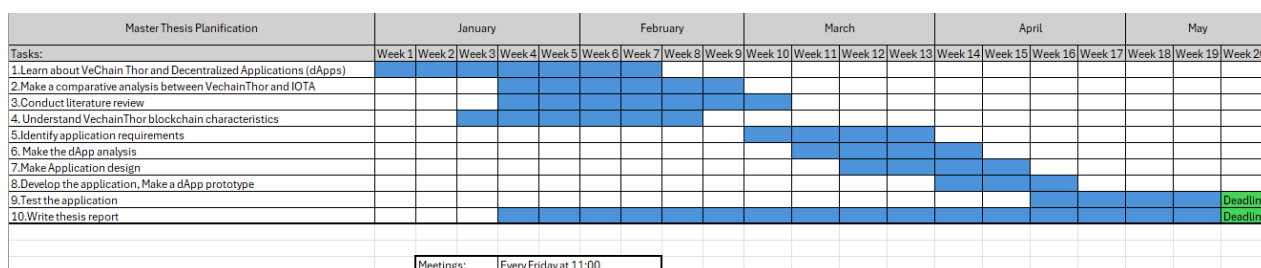 Master Thesis Planification January February March April May
Tasks: Week 1 Week 2 Week 3 Week 4 Week 5 Week 6 Week 7 Week 8 Week 9 Week 10 Week 11 Week 12 Week 13 Week 14 Week 15 Week 16 Week 17 Week 18 Week 19 Week 20
1.Learn about VeChain Thor and Decentralized Applications (dApps)
2.Make a comparative analysis between VechainThor and IOTA
3.Conduct literature review
4. Understand VechainThor blockchain characteristics
5.Identify application requirements
6. Make the dApp analysis
7.Make Application design
8.Develop the application, Make a dApp prototype
9.Test the application Deadlin
10.Write thesis report Deadlin
Meetings: Every Friday at 11:00